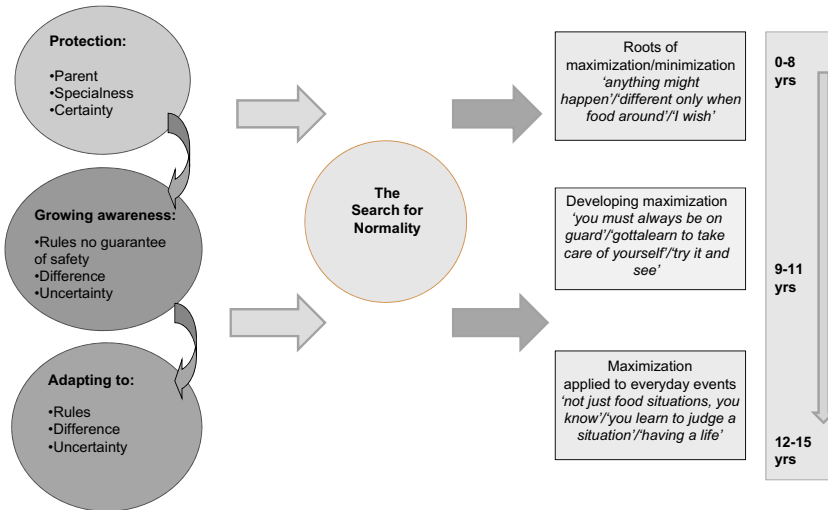 Protection:
•Parent
•Specialness
•Certainty
Growing awareness:
•Rules no guarantee
of safety
•Difference
•Uncertainty
Adapting to:
•Rules
•Difference
•Uncertainty
The
Search for
Normality
Roots of
maximization/minimization
‘anything might
happen’/‘different only when
food around’/‘I wish’
Developing maximization
‘you must always be on
guard’/‘gottalearn to take
care of yourself’/‘try it and
see’
Maximization
applied to everyday events
‘not just food situations, you
know’/‘you learn to judge a
situation’/‘having a life’
0-8
yrs
9-11
yrs
12-15
yrs